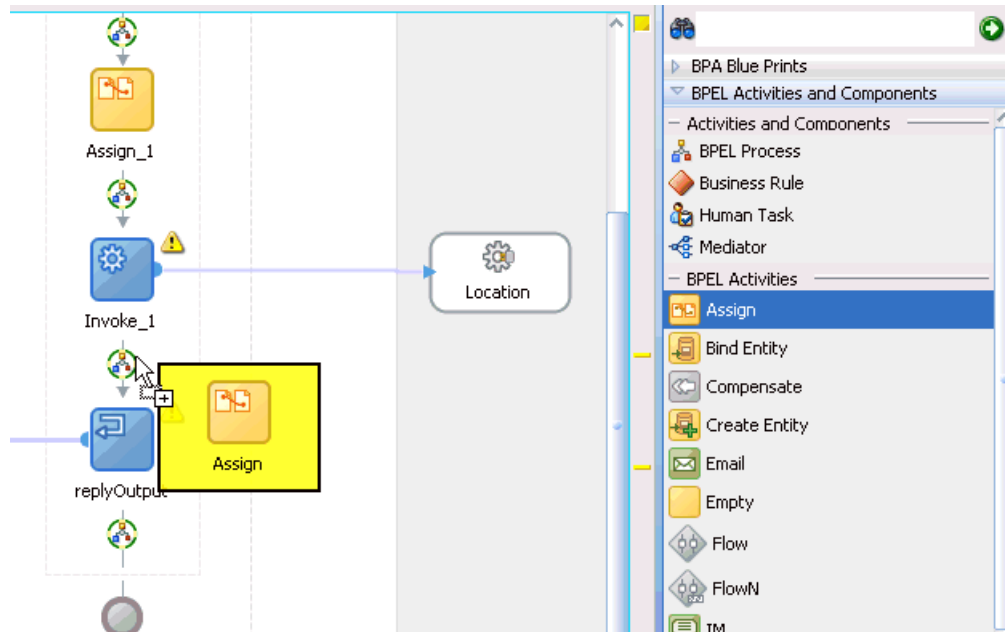 Assign_1
Invoke_1
Assign
replyOutput
Location
BPA Blue Prints
BPEL Activities and Components
Activities and Components
BPEL Process
Business Rule
Human Task
Mediator
BPEL Activities
Assign
Bind Entity
Compensate
Create Entity
Email
Empty
Flow
FlowN
IM